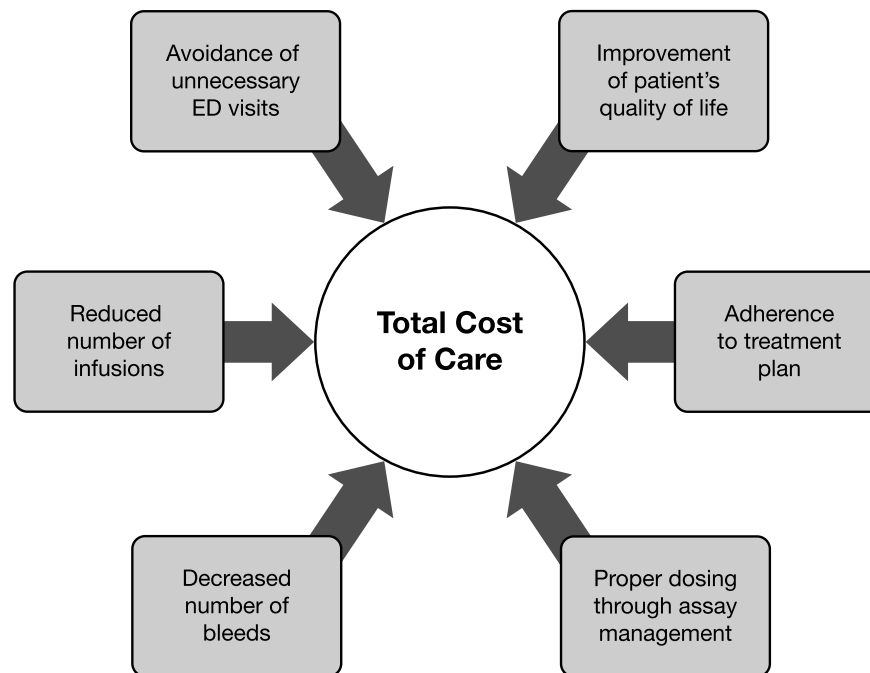 Avoidance of
unnecessary
ED visits
Improvement
of patient’s
quality of life
Reduced
number of
infusions
Total Cost
of Care
Adherence
to treatment
plan
Decreased
number of
bleeds
Proper dosing
through assay
management